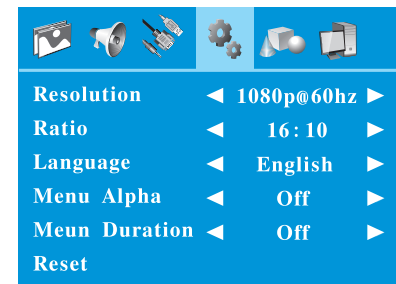 Resolution 1080p@60hz
Ratio 16:10
Language English
Menu Alpha Off
Meun Duration Off
Reset